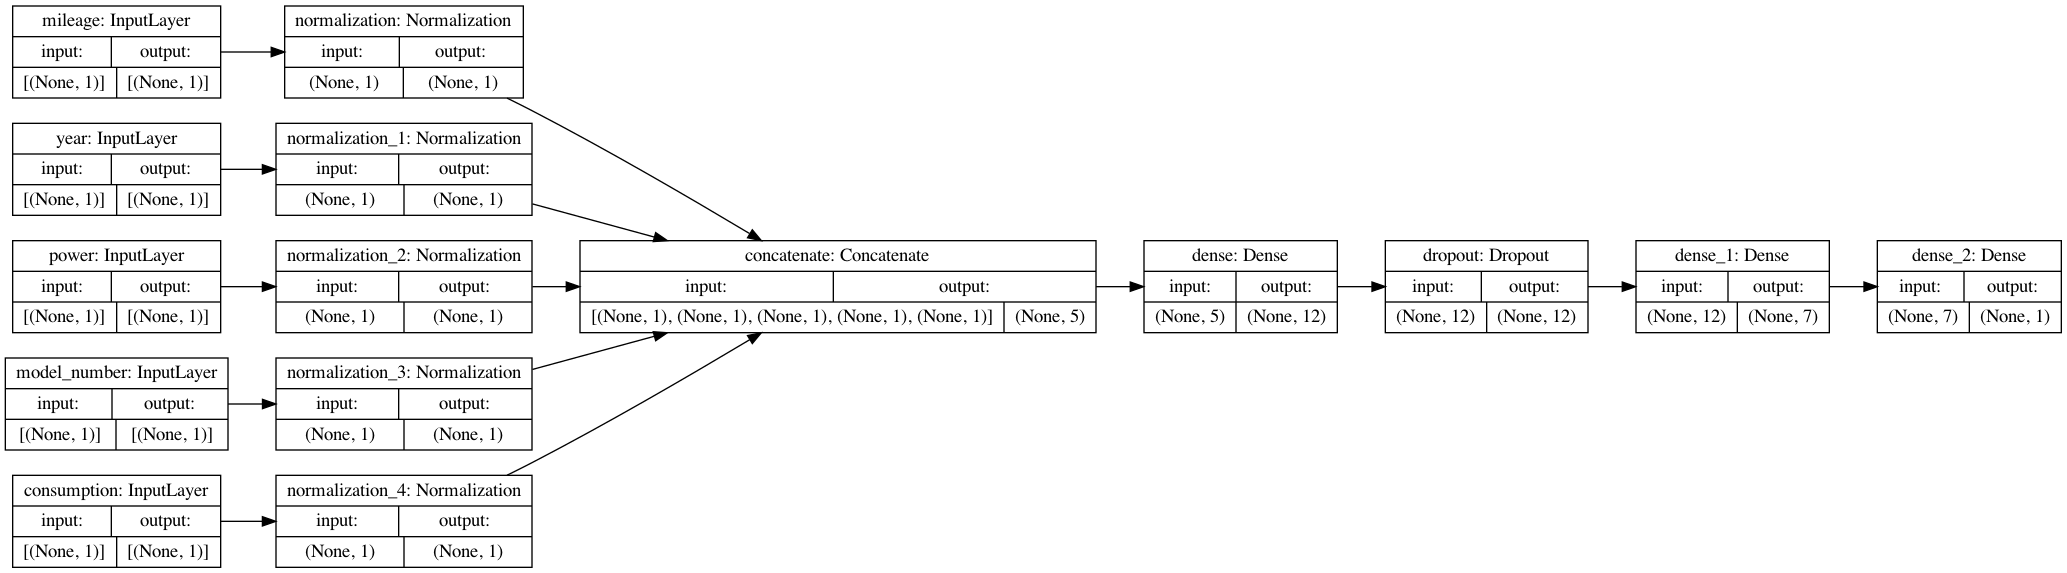 mileage: InputLayer
input: output:
[(None, 1)] [(None, 1)]
normalization: Normalization
input: output:
(None, 1) (None, 1)
year: InputLayer
input: output:
[(None, 1)] [(None, 1)]
normalization_1: Normalization
input: output:
(None, 1) (None, 1)
power: InputLayer
input: output:
[(None, 1)] [(None, 1)]
normalization_2: Normalization
input: output:
(None, 1) (None, 1)
concatenate: Concatenate
input: output:
[(None, 1), (None, 1), (None, 1), (None, 1), (None, 1)] (None, 5)
dense: Dense
input: output:
(None, 5) (None, 12)
dropout: Dropout
input: output:
(None, 12) (None, 12)
dense_1: Dense
input: output:
(None, 12) (None, 7)
dense_2: Dense
input: output:
(None, 7) (None, 1)
model_number: InputLayer
input: output:
[(None, 1)] [(None, 1)]
normalization_3: Normalization
input: output:
(None, 1) (None, 1)
consumption: InputLayer
input: output:
[(None, 1)] [(None, 1)]
normalization_4: Normalization
input: output:
(None, 1) (None, 1)